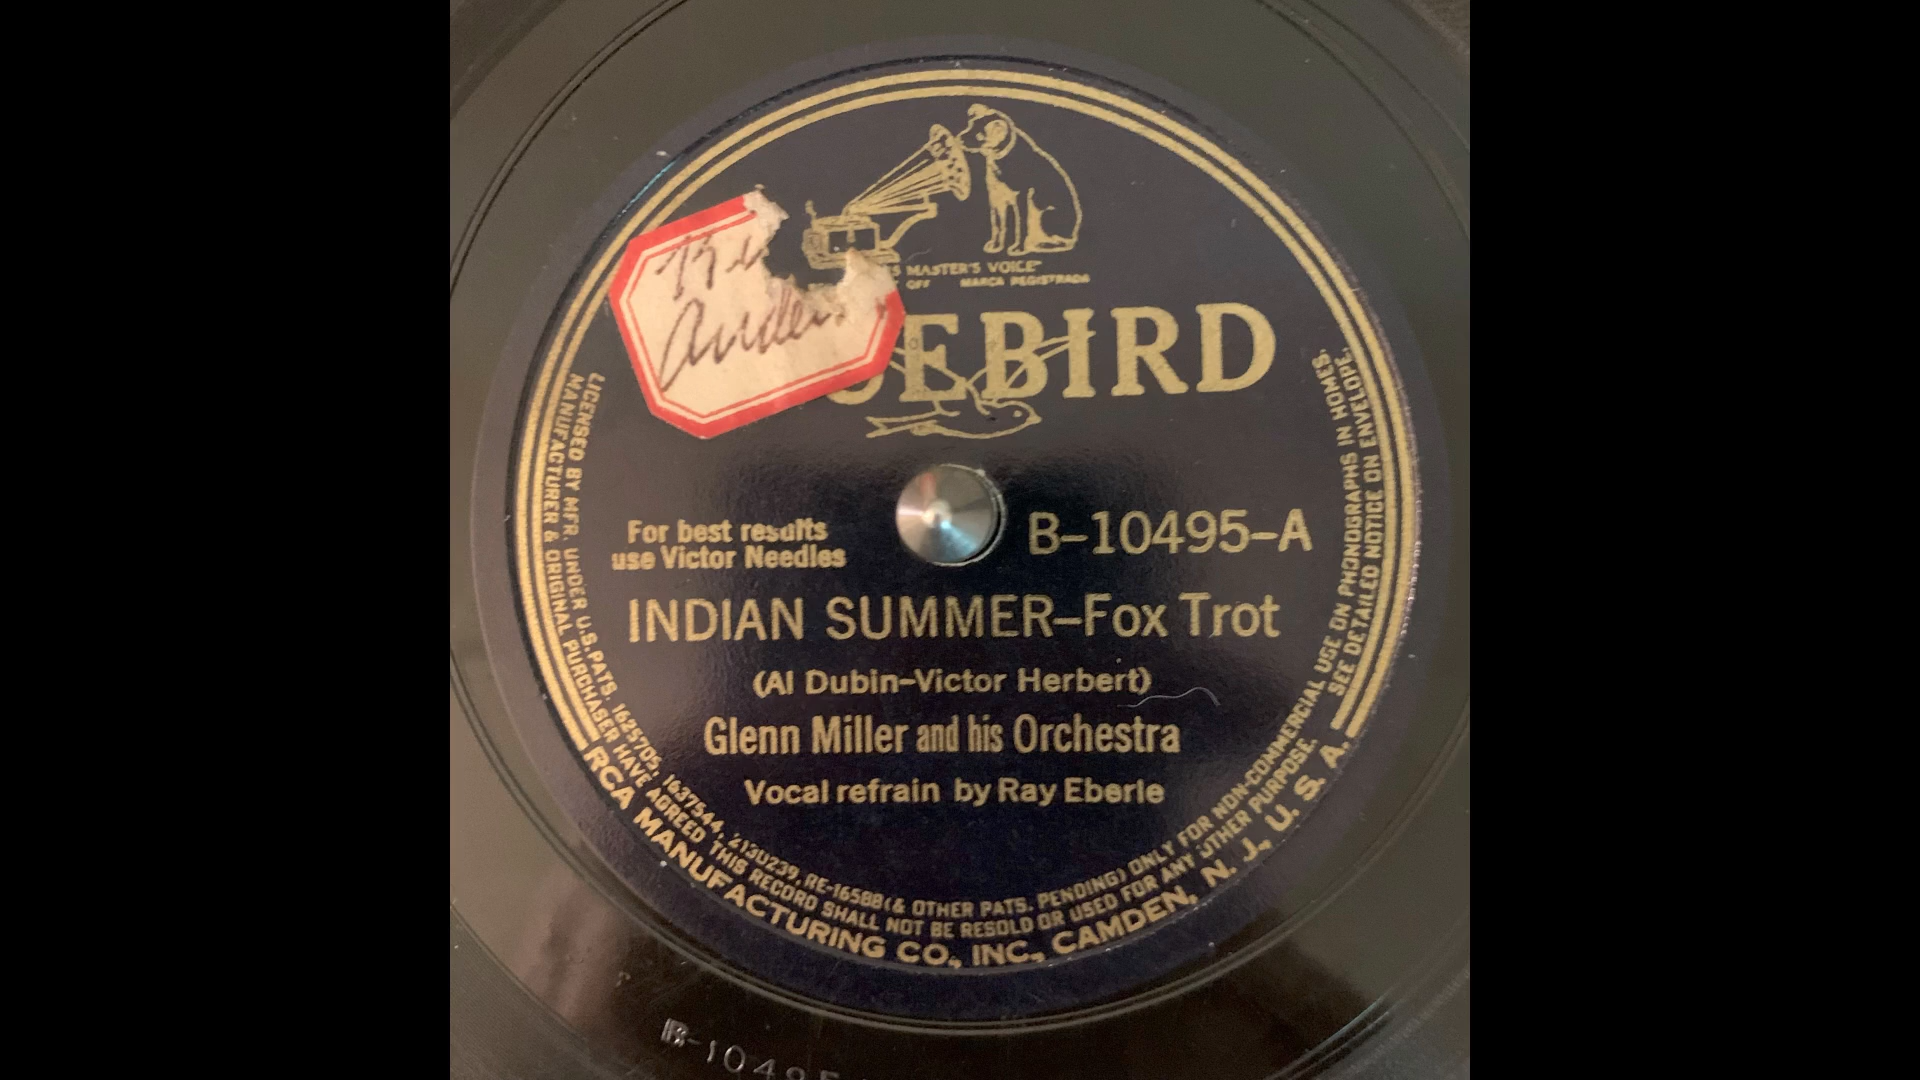 S MASTER'S VOICE"
OFF MARCA REGISTRADA
UEBIRD
For best results
use Victor Needles
B-10495-A
INDIAN SUMMER-Fox Trot
(Al Dubin-Victor Herbert)
Glenn Miller and his Orchestra
Vocal refrain by Ray Eberle
LICENSED BY MFR. UNDER U.S. PATS. 1625705, 1637544, 2130239, RE-16588 (& OTHER PATS. PENDING) ONLY FOR NON-COMMERCIAL USE ON PHONOGRAPHS IN HOMES.
MANUFACTURER & ORIGINAL PURCHASER HAVE AGREED THIS RECORD SHALL NOT BE RESOLD OR USED FOR ANY OTHER PURPOSE. SEE DETAILED NOTICE ON ENVELOPE.
RCA MANUFACTURING CO., INC., CAMDEN, N. J., U. S. A.
B-10495